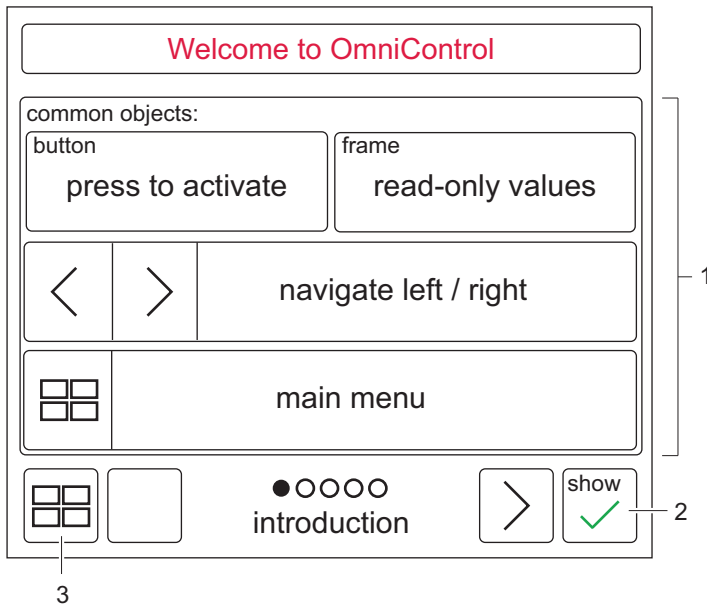 Welcome to OmniControl
common objects:
button
press to activate
frame
read-only values
1
navigate left / right
main menu
show
introduction
2
3